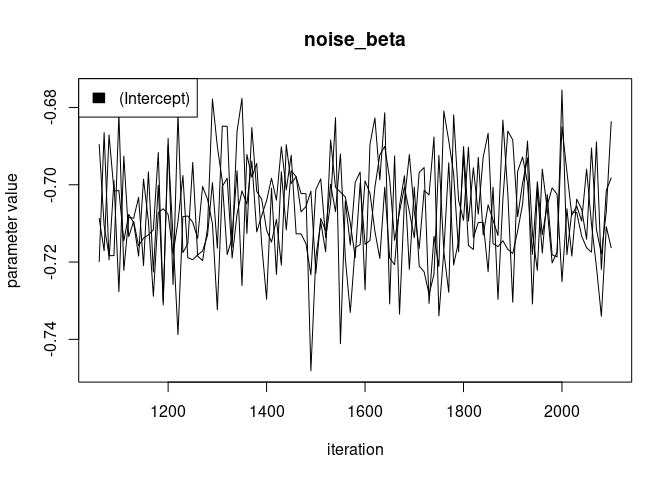 noise_beta
(Intercept)
parameter value
-0.68
-0.70
-0.72
-0.74
1200 1400 1600 1800 2000
iteration